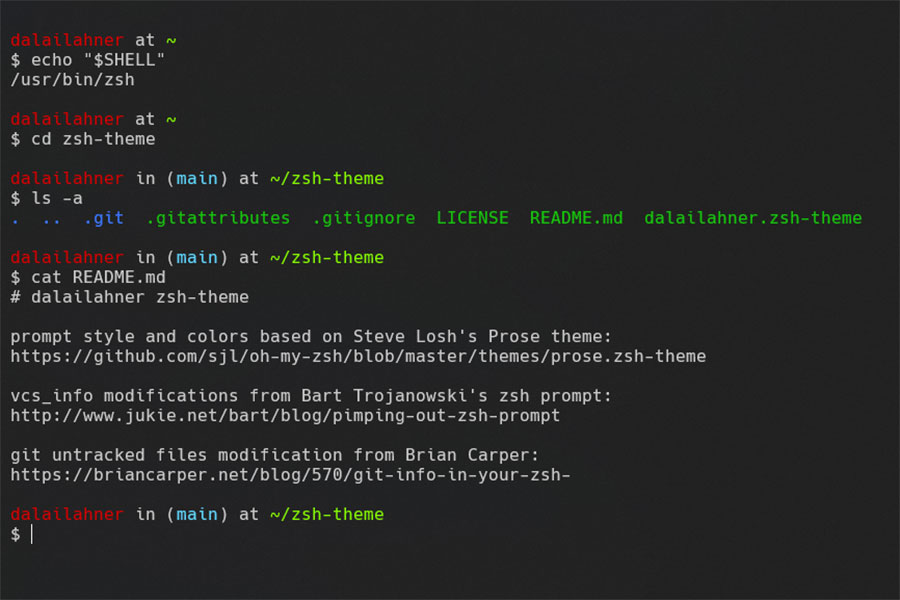 dalailahner at ~
$ echo "$SHELL"
/usr/bin/zsh
dalailahner at ~
$ cd zsh-theme
dalailahner in (main) at ~/zsh-theme
$ ls -a
.  ..  .git  .gitattributes  .gitignore  LICENSE  README.md  dalailahner.zsh-theme
dalailahner in (main) at ~/zsh-theme
$ cat README.md
# dalailahner zsh-theme
prompt style and colors based on Steve Losh's Prose theme:
https://github.com/sjl/oh-my-zsh/blob/master/themes/prose.zsh-theme
vcs_info modifications from Bart Trojanowski's zsh prompt:
http://www.jukie.net/bart/blog/pimping-out-zsh-prompt
git untracked files modification from Brian Carper:
https://briancarper.net/blog/570/git-info-in-your-zsh-
dalailahner in (main) at ~/zsh-theme
$